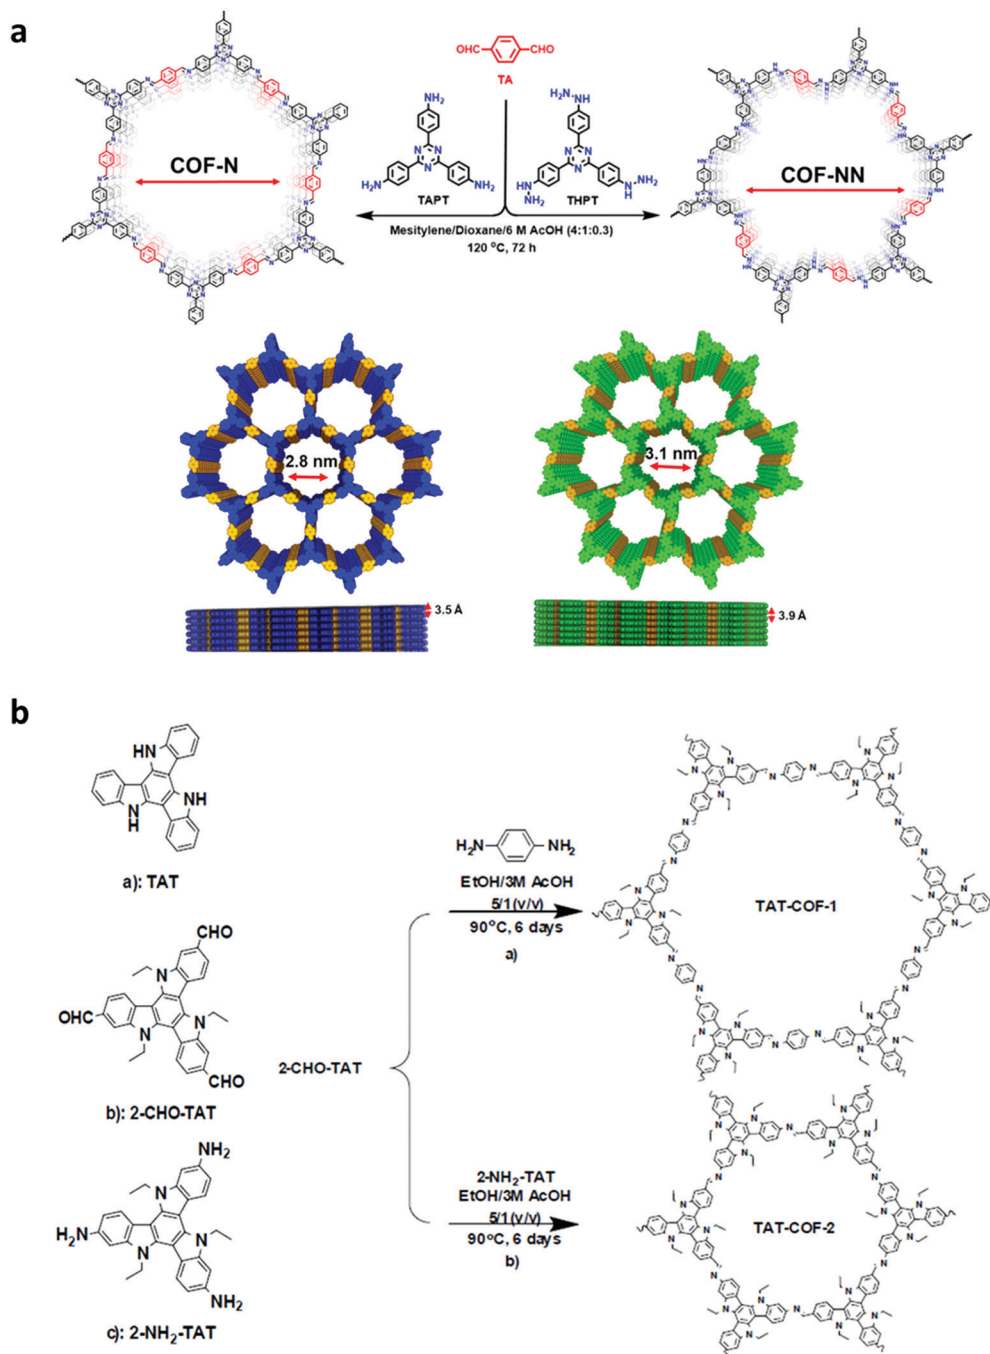 a
OHC CHO
TA
NH₂
N N
N
H₂N NH₂
TAPT
NH₂
N
H
N N
N
HN NH
NH₂ NH₂
THPT
COF-N
COF-NN
Mesitylene/Dioxane/6 M AcOH (4:1:0.3)
120 °C, 72 h
2.8 nm
3.1 nm
3.5 Å
3.9 Å
b
HN
NH
N
H
a): TAT
CHO
N
OHC
N
N
CHO
b): 2-CHO-TAT
NH₂
N
H₂N
N
N
NH₂
c): 2-NH₂-TAT
2-CHO-TAT
H₂N NH₂
EtOH/3M AcOH
5/1(v/v)
90°C, 6 days
a)
TAT-COF-1
2-NH₂-TAT
EtOH/3M AcOH
5/1(v/v)
90°C, 6 days
b)
TAT-COF-2